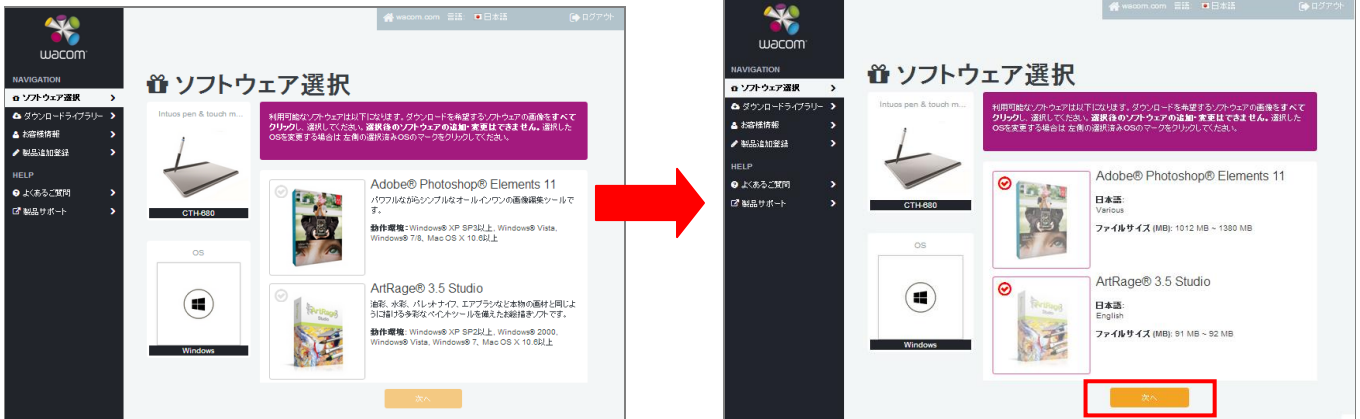 wacom.com 言語: 日本語 ログアウト
wacom
NAVIGATION
ソフトウェア選択
ダウンロードライブラリー
お客様情報
製品追加登録
HELP
よくあるご質問
製品サポート
ソフトウェア選択
Intuos pen & touch m...
CTH-680
OS
Windows
利用可能なソフトウェアは以下になります。ダウンロードを希望するソフトウェアの画像をすべて
クリックし、選択してください。選択後のソフトウェアの追加・変更はできません。選択した
OSを変更する場合は 左側の選択済みOSのマークをクリックしてください。
Adobe® Photoshop® Elements 11
パワフルながらシンプルなオールインワンの画像編集ツールで
す。
動作環境:Windows® XP SP3以上, Windows® Vista,
Windows® 7/8, Mac OS X 10.6以上
ArtRage® 3.5 Studio
油彩、水彩、パレットナイフ、エアブラシなど本物の画材と同じよ
うに描ける多彩なペイントツールを備えたお絵描きソフトです。
動作環境: Windows® XP SP2以上, Windows® 2000,
Windows® Vista, Windows® 7, Mac OS X 10.6以上
次へ
wacom.com 言語: 日本語 ログアウト
wacom
NAVIGATION
ソフトウェア選択
ダウンロードライブラリー
お客様情報
製品追加登録
HELP
よくあるご質問
製品サポート
ソフトウェア選択
Intuos pen & touch m...
CTH-680
OS
Windows
利用可能なソフトウェアは以下になります。ダウンロードを希望するソフトウェアの画像をすべて
クリックし、選択してください。選択後のソフトウェアの追加・変更はできません。選択した
OSを変更する場合は 左側の選択済みOSのマークをクリックしてください。
Adobe® Photoshop® Elements 11
日本語:
Various
ファイルサイズ (MB): 1012 MB ~ 1380 MB
ArtRage® 3.5 Studio
日本語:
English
ファイルサイズ (MB): 91 MB ~ 92 MB
次へ